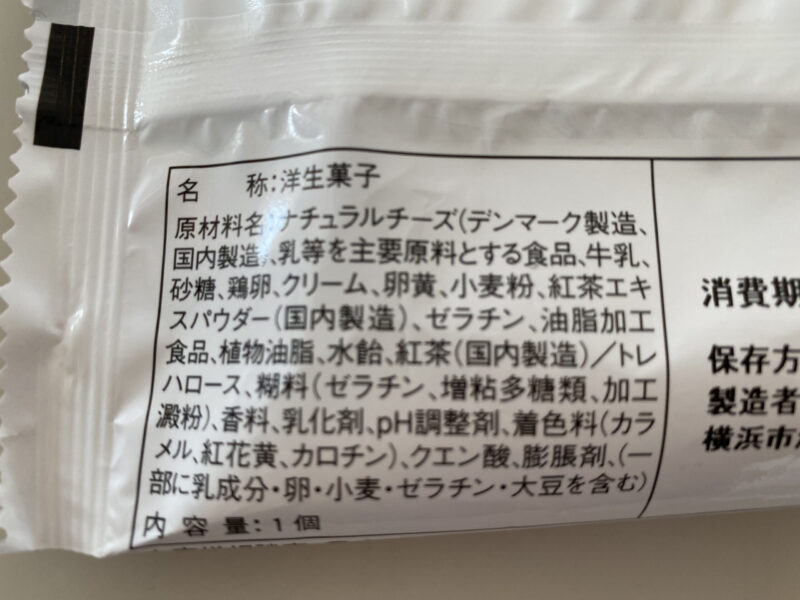 名　称:洋生菓子
原材料名:ナチュラルチーズ(デンマーク製造、
国内製造)、乳等を主要原料とする食品、牛乳、
砂糖、鶏卵、クリーム、卵黄、小麦粉、紅茶エキ
スパウダー(国内製造)、ゼラチン、油脂加工
食品、植物油脂、水飴、紅茶(国内製造)／トレ
ハロース、糊料(ゼラチン、増粘多糖類、加工
澱粉)、香料、乳化剤、pH調整剤、着色料(カラ
メル、紅花黄、カロチン)、クエン酸、膨脹剤、(一
部に乳成分・卵・小麦・ゼラチン・大豆を含む)
内容量:1個
消費期
保存方
製造者
横浜市